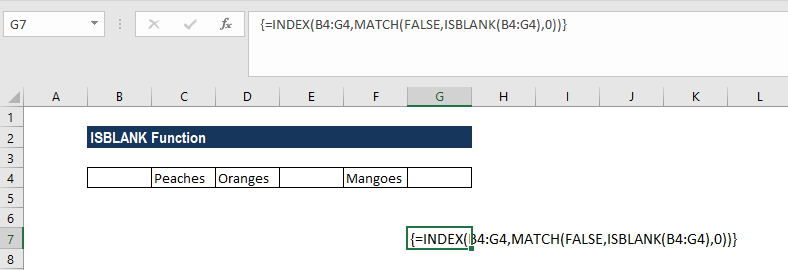 G7 fx {=INDEX(B4:G4,MATCH(FALSE,ISBLANK(B4:G4),0))}
A B C D E F G H I J K L
1
2 ISBLANK Function
3
4 Peaches Oranges Mangoes
5
6
7 {=INDEX(B4:G4,MATCH(FALSE,ISBLANK(B4:G4),0))}
8